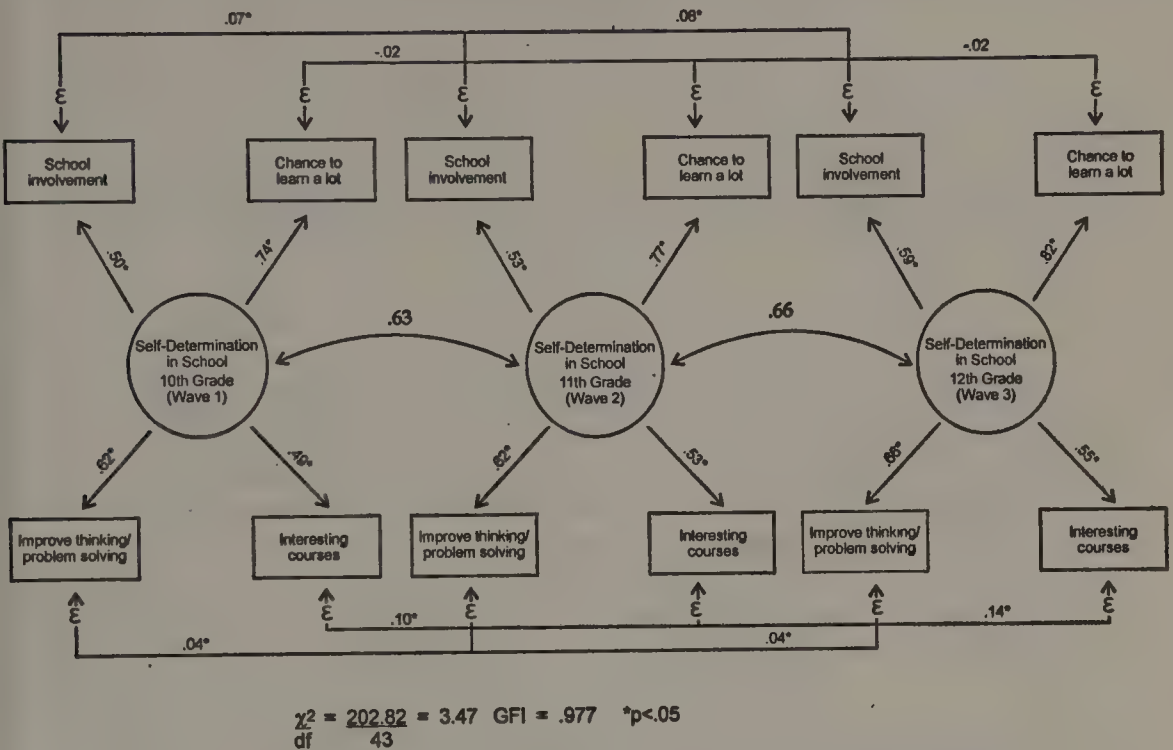 .07* .08*
-.02 -.02
ε ε ε ε ε ε
School
involvement
Chance to
learn a lot
School
involvement
Chance to
learn a lot
School
involvement
Chance to
learn a lot
.50* .74* .53* .77* .59* .82*
.63 .66
Self-Determination
in School
10th Grade
(Wave 1)
Self-Determination
in School
11th Grade
(Wave 2)
Self-Determination
in School
12th Grade
(Wave 3)
.62* .49* .62* .53* .66* .55*
Improve thinking/
problem solving
Interesting
courses
Improve thinking/
problem solving
Interesting
courses
Improve thinking/
problem solving
Interesting
courses
ε ε ε ε ε ε
.10* .14*
.04* .04*
χ² = 202.82 = 3.47 GFI = .977 *p<.05
df 43